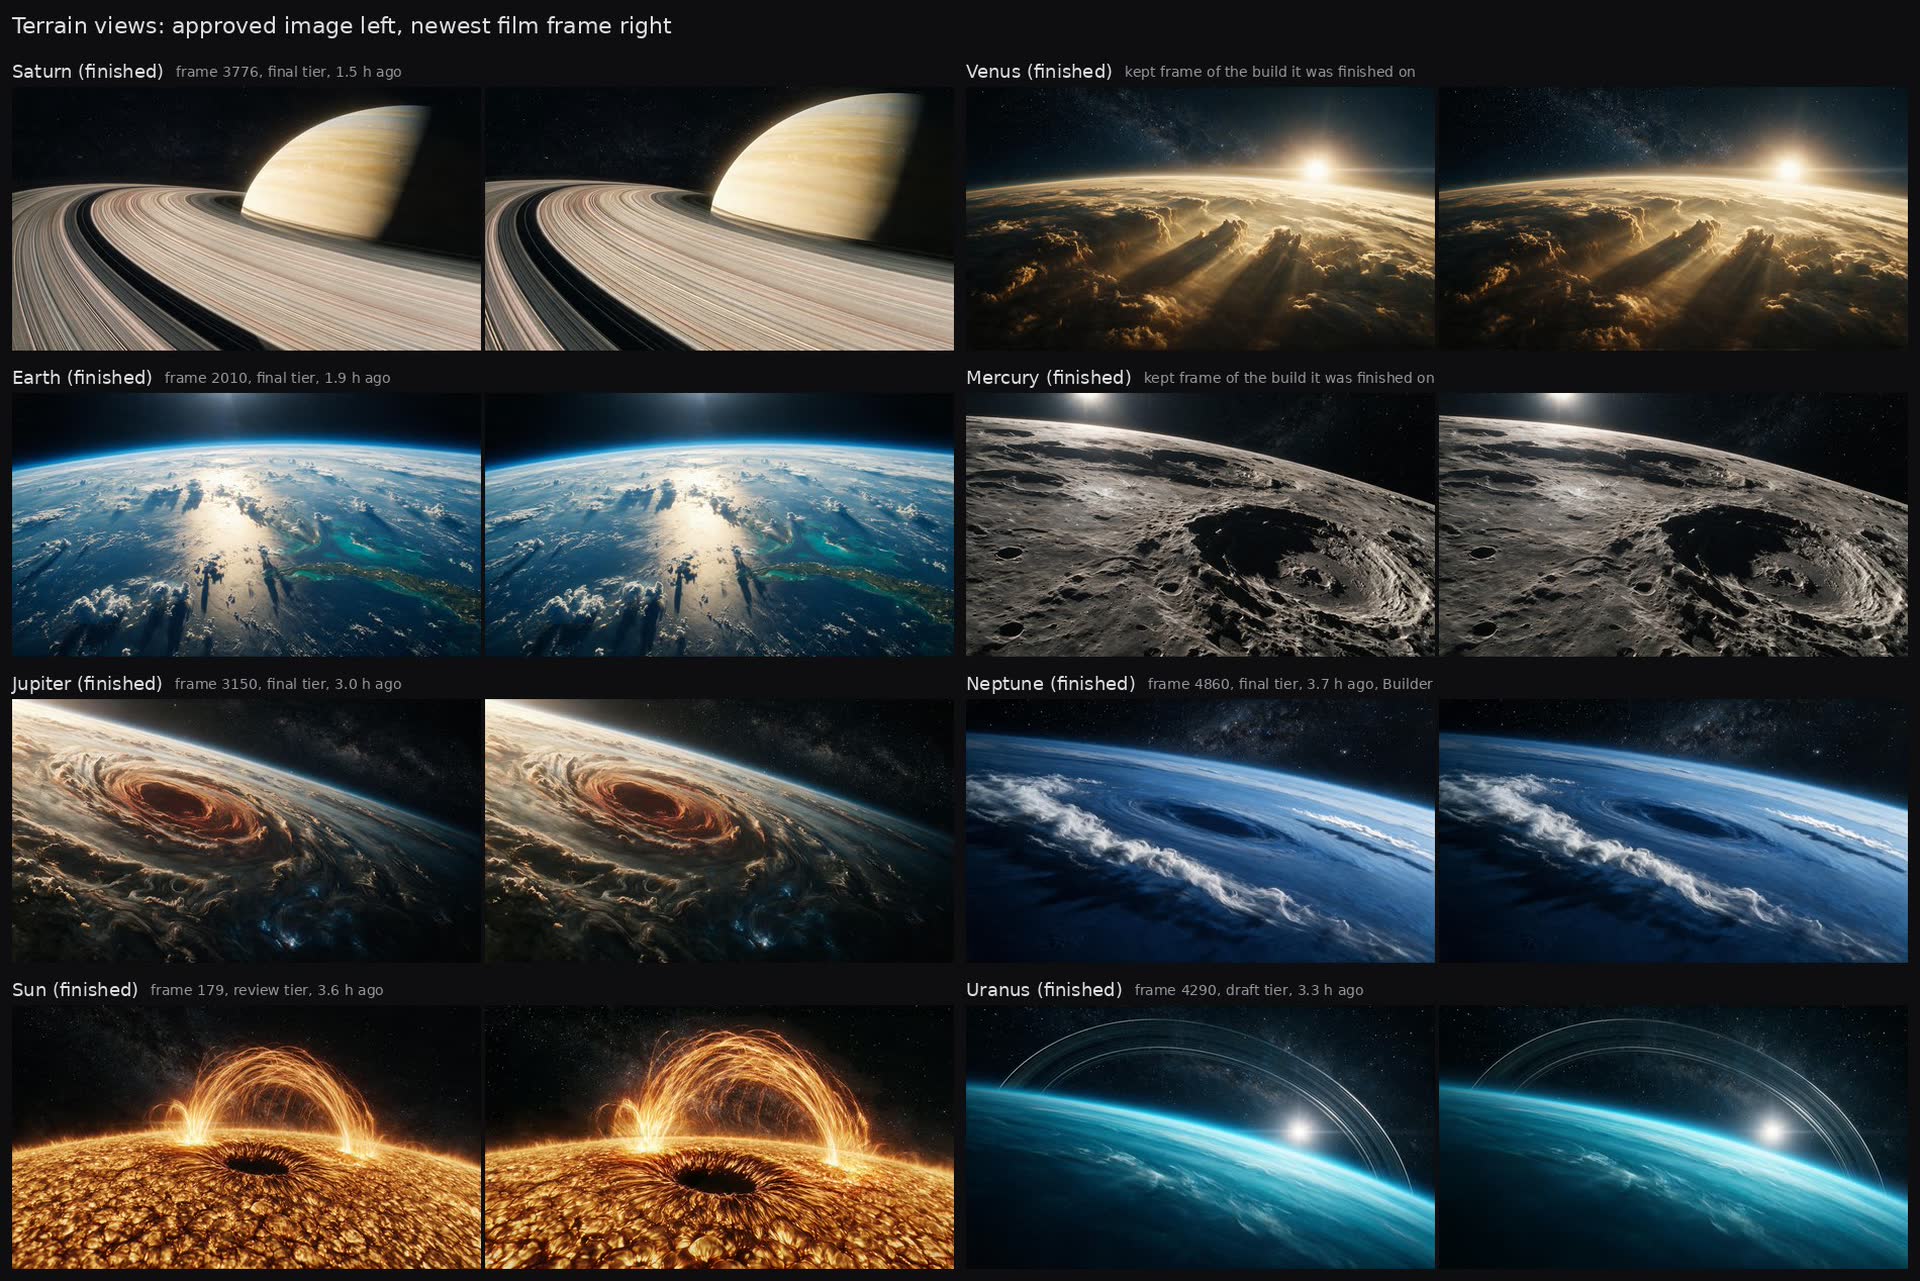 Terrain views: approved image left, newest film frame right
Saturn (finished) frame 3776, final tier, 1.5 h ago
Venus (finished) kept frame of the build it was finished on
Earth (finished) frame 2010, final tier, 1.9 h ago
Mercury (finished) kept frame of the build it was finished on
Jupiter (finished) frame 3150, final tier, 3.0 h ago
Neptune (finished) frame 4860, final tier, 3.7 h ago, Builder
Sun (finished) frame 179, review tier, 3.6 h ago
Uranus (finished) frame 4290, draft tier, 3.3 h ago